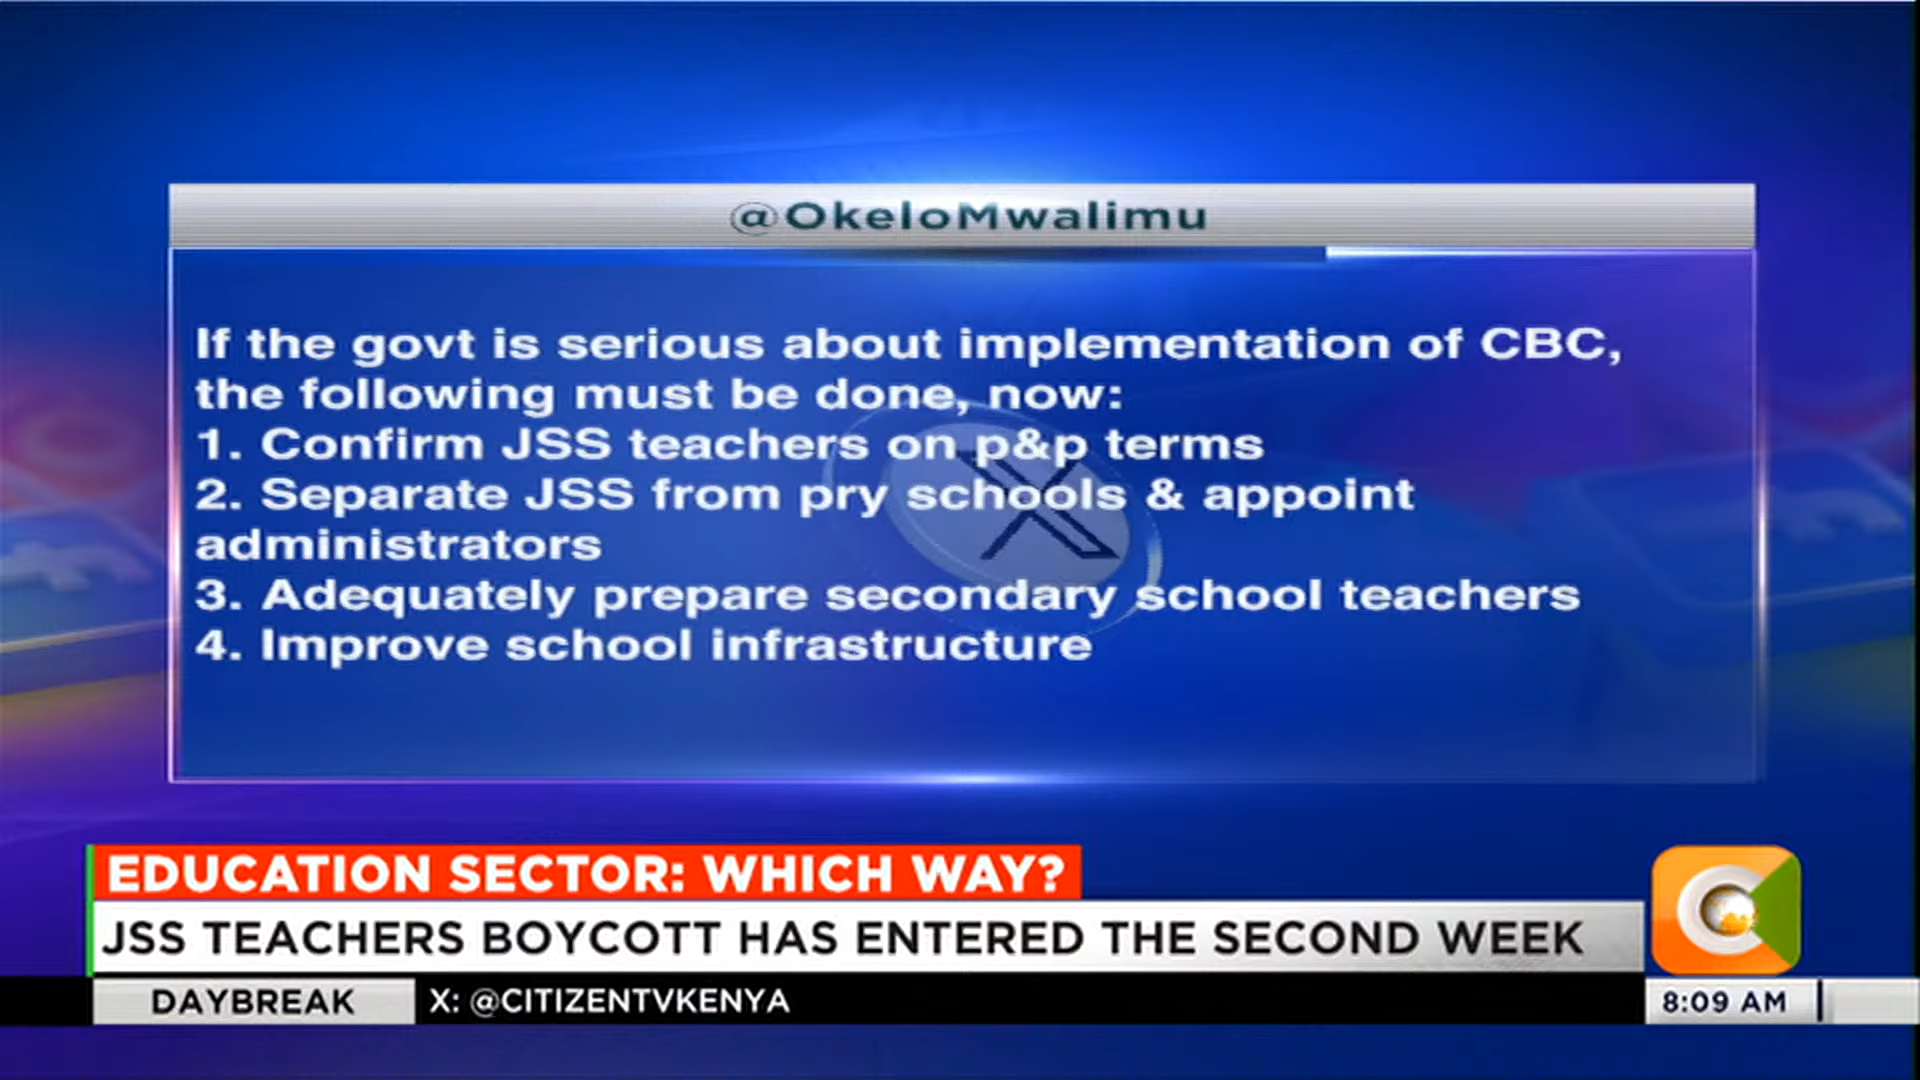 @OkeloMwalimu
If the govt is serious about implementation of CBC,
the following must be done, now:
1. Confirm JSS teachers on p&p terms
2. Separate JSS from pry schools & appoint
administrators
3. Adequately prepare secondary school teachers
4. Improve school infrastructure
EDUCATION SECTOR: WHICH WAY?
JSS TEACHERS BOYCOTT HAS ENTERED THE SECOND WEEK
DAYBREAK
X: @CITIZENTVKENYA
8:09 AM